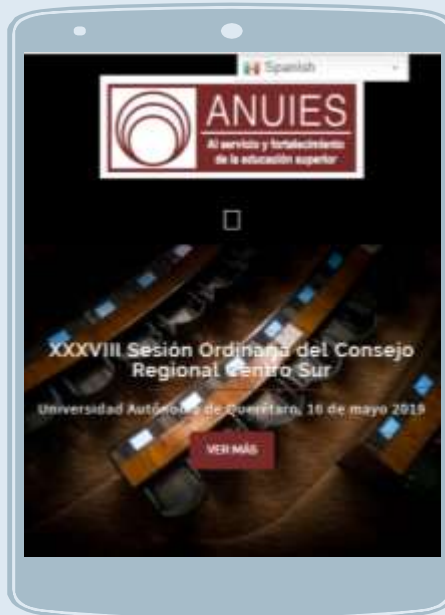 Spanish
ANUIES
Al servicio y fortalecimiento
de la educación superior
XXXVIII Sesión Ordinaria del Consejo
Regional Centro Sur
Universidad Autónoma de Querétaro, 16 de mayo 2019
VER MÁS